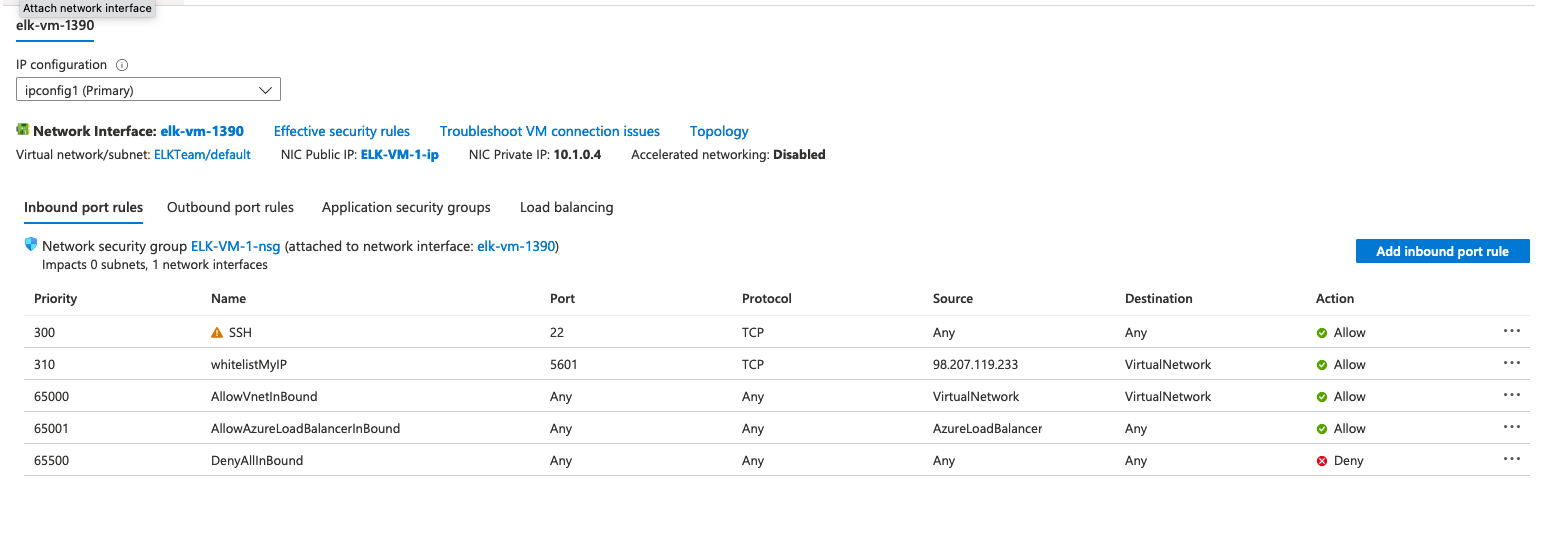 Attach network interface
elk-vm-1390
IP configuration
ipconfig1 (Primary)
Network Interface: elk-vm-1390 Effective security rules Troubleshoot VM connection issues Topology
Virtual network/subnet: ELKTeam/default NIC Public IP: ELK-VM-1-ip NIC Private IP: 10.1.0.4 Accelerated networking: Disabled
Inbound port rules Outbound port rules Application security groups Load balancing
Network security group ELK-VM-1-nsg (attached to network interface: elk-vm-1390)
Impacts 0 subnets, 1 network interfaces
Add inbound port rule
Priority Name Port Protocol Source Destination Action
300 SSH 22 TCP Any Any Allow
310 whitelistMyIP 5601 TCP 98.207.119.233 VirtualNetwork Allow
65000 AllowVnetInBound Any Any VirtualNetwork VirtualNetwork Allow
65001 AllowAzureLoadBalancerInBound Any Any AzureLoadBalancer Any Allow
65500 DenyAllInBound Any Any Any Any Deny